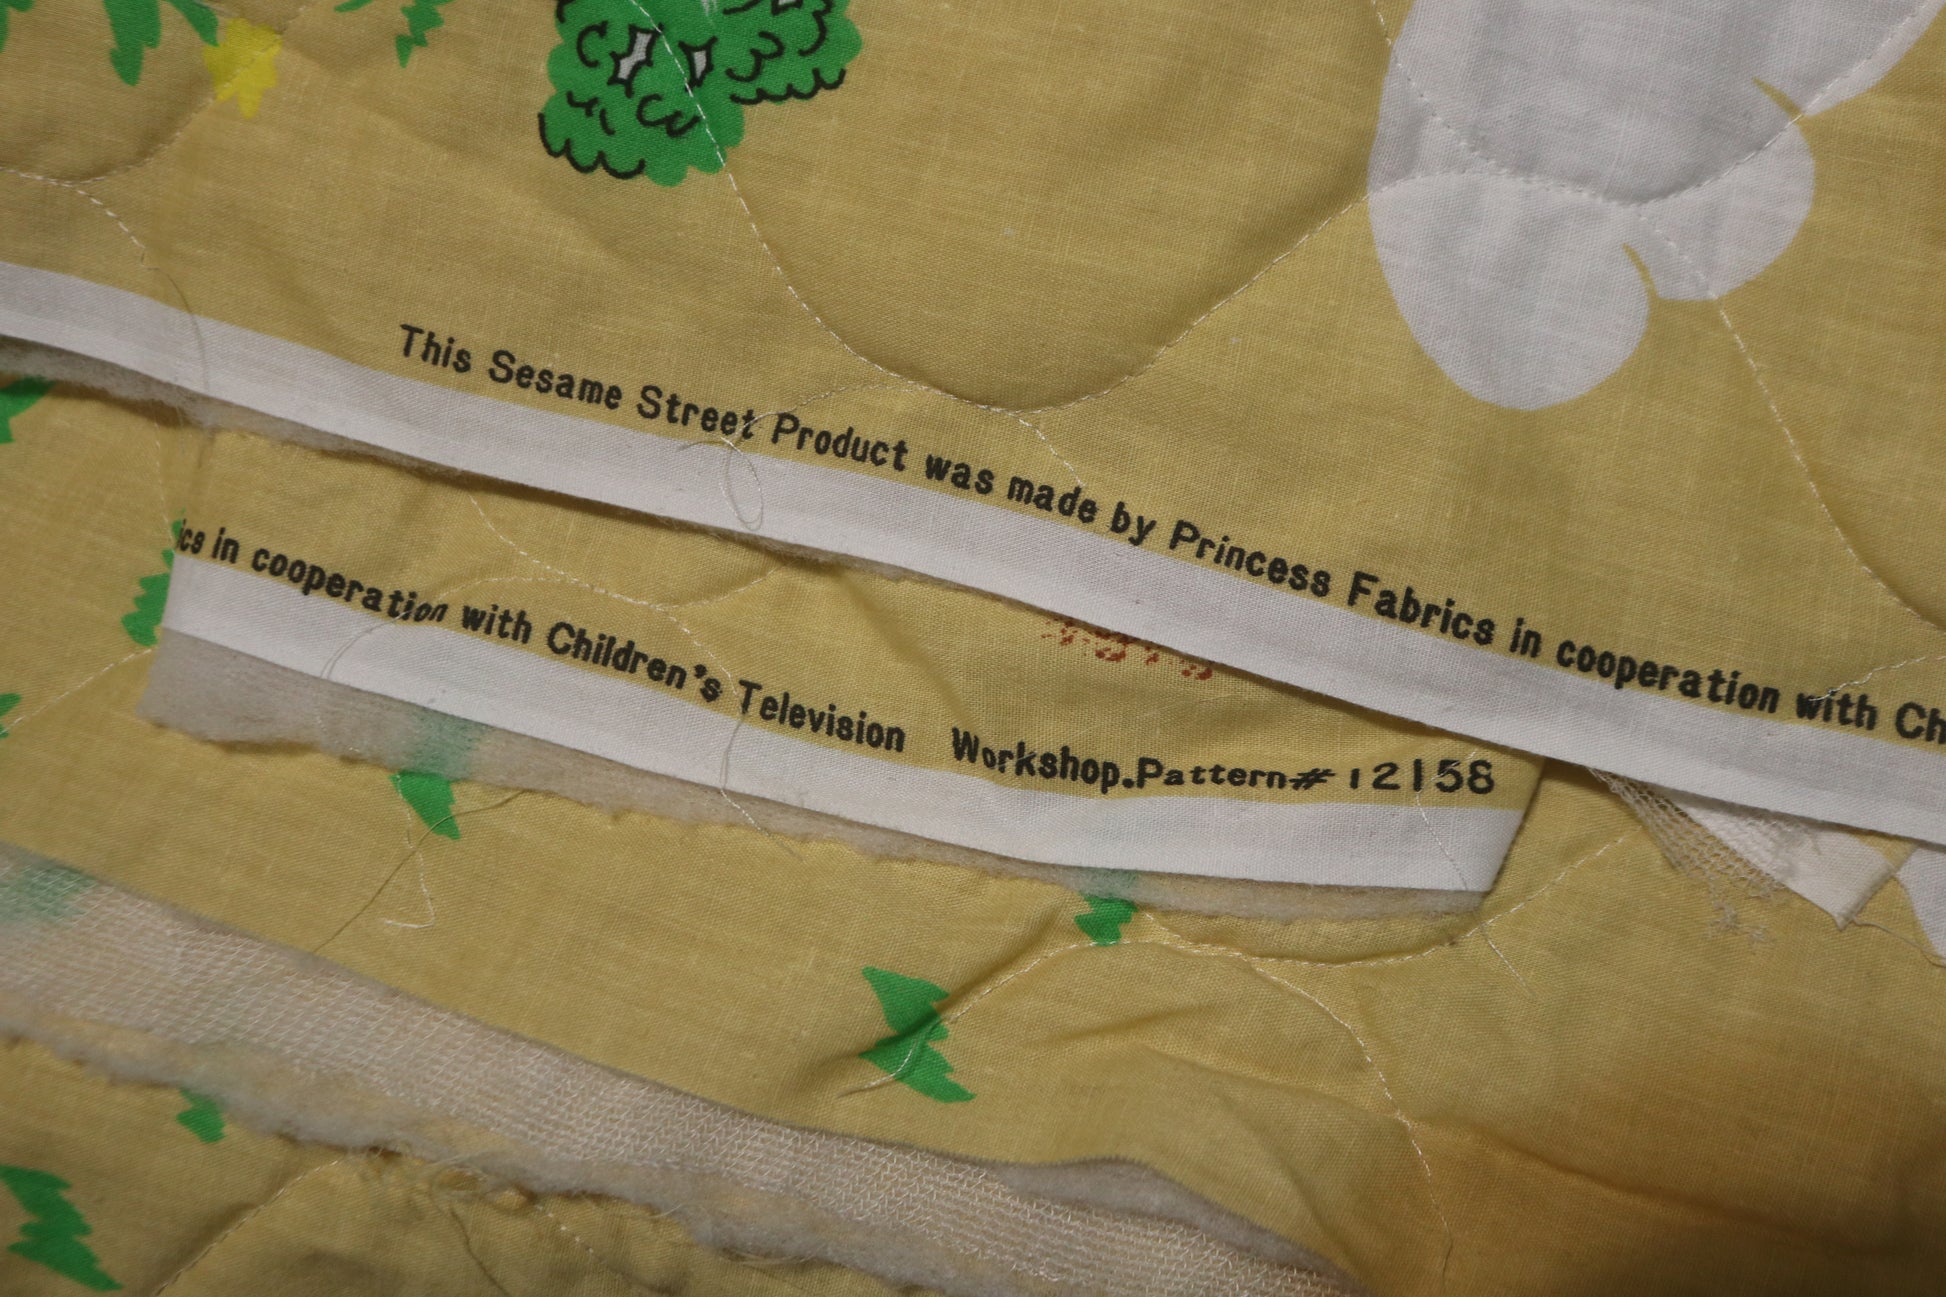 This Sesame Street Product was made by Princess Fabrics in cooperation with Ch
ics in cooperation with Children's Television Workshop.Pattern# 12158